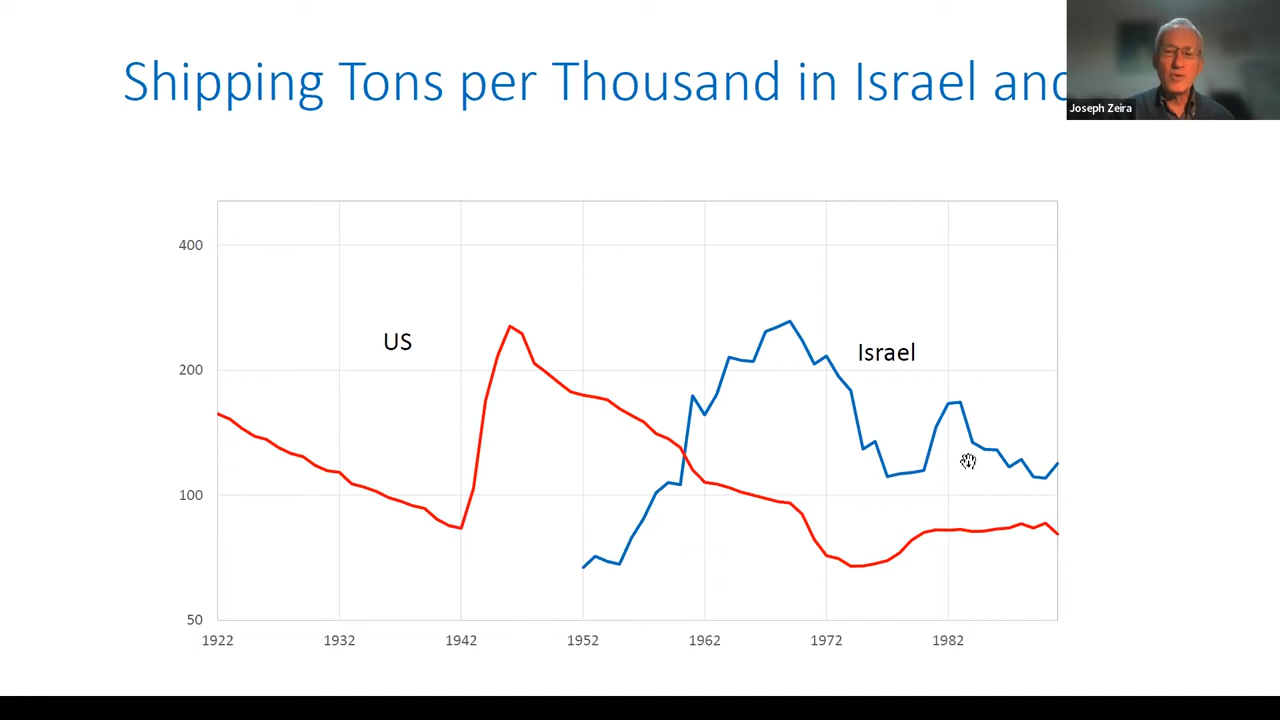 Shipping Tons per Thousand in Israel and
Joseph Zeira
400
US
Israel
200
100
50
1922 1932 1942 1952 1962 1972 1982